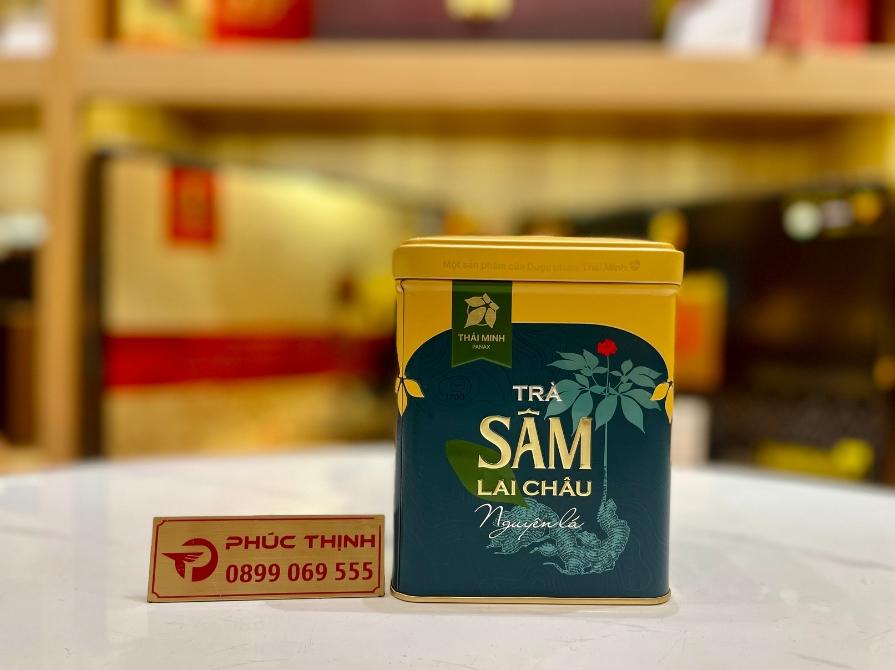 Một sản phẩm của Dược phẩm Thái Minh
THÁI MINH
PANAX
1700
TRÀ
SÂM
LAI CHÂU
Nguyên lá
PHÚC THỊNH
0899 069 555